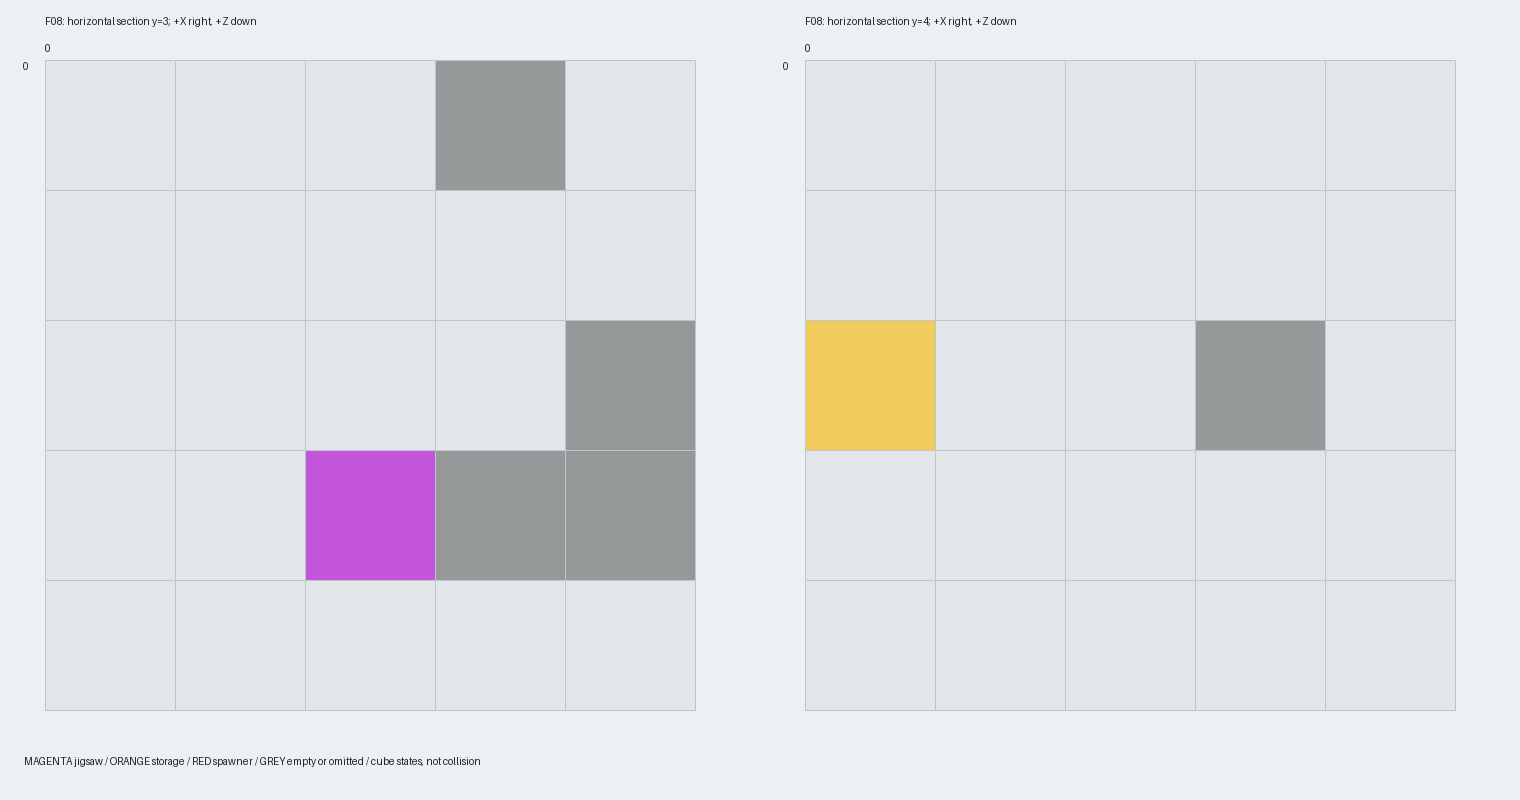 F08: horizontal section y=3; +X right, +Z down
0
0
F08: horizontal section y=4; +X right, +Z down
0
0
MAGENTA jigsaw / ORANGE storage / RED spawner / GREY empty or omitted / cube states, not collision